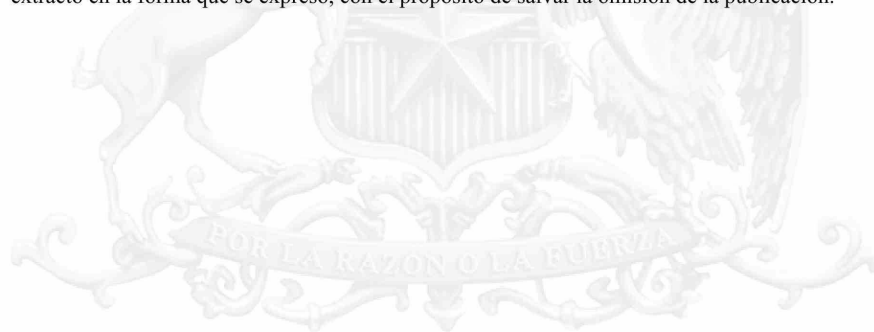 extracto en la forma que se expresó, con el propósito de salvar la omisión de la publicación.
POR LA RAZON O LA FUERZA